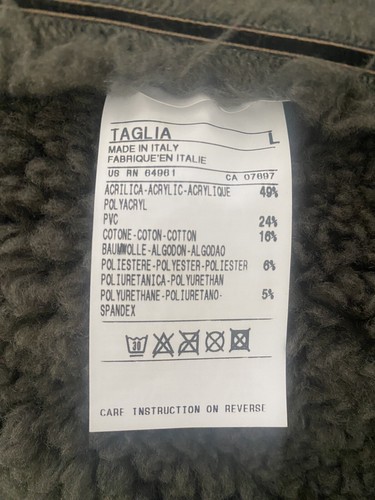 TAGLIA L
MADE IN ITALY
FABRIQUE'EN ITALIE
US RN 64961 CA 07697
ACRILICA-ACRYLIC-ACRYLIQUE 49%
POLYACRYL
PVC 24%
COTONE-COTON-COTTON 16%
BAUMWOLLE-ALGODON-ALGODAO
POLIESTERE-POLYESTER-POLIESTER 6%
POLIURETANICA-POLYURETHAN
POLYURETHANE-POLIURETANO- 5%
SPANDEX
30
CARE INSTRUCTION ON REVERSE